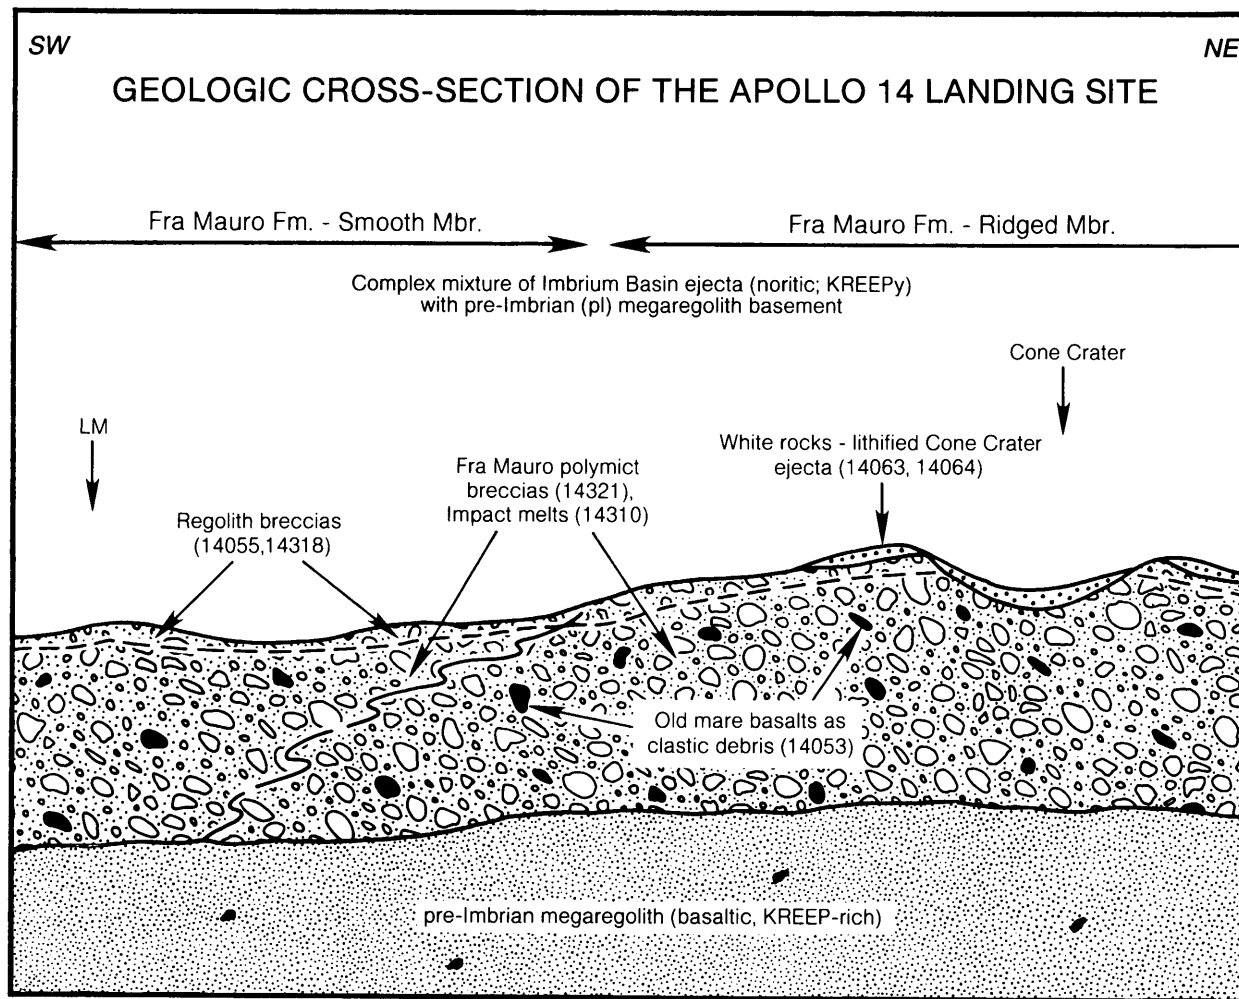 SW
NE
GEOLOGIC CROSS-SECTION OF THE APOLLO 14 LANDING SITE
Fra Mauro Fm. - Smooth Mbr.
Fra Mauro Fm. - Ridged Mbr.
Complex mixture of Imbrium Basin ejecta (noritic; KREEPy)
with pre-Imbrian (pI) megaregolith basement
Cone Crater
LM
White rocks - lithified Cone Crater
ejecta (14063, 14064)
Fra Mauro polymict
breccias (14321),
Impact melts (14310)
Regolith breccias
(14055,14318)
Old mare basalts as
clastic debris (14053)
pre-Imbrian megaregolith (basaltic, KREEP-rich)